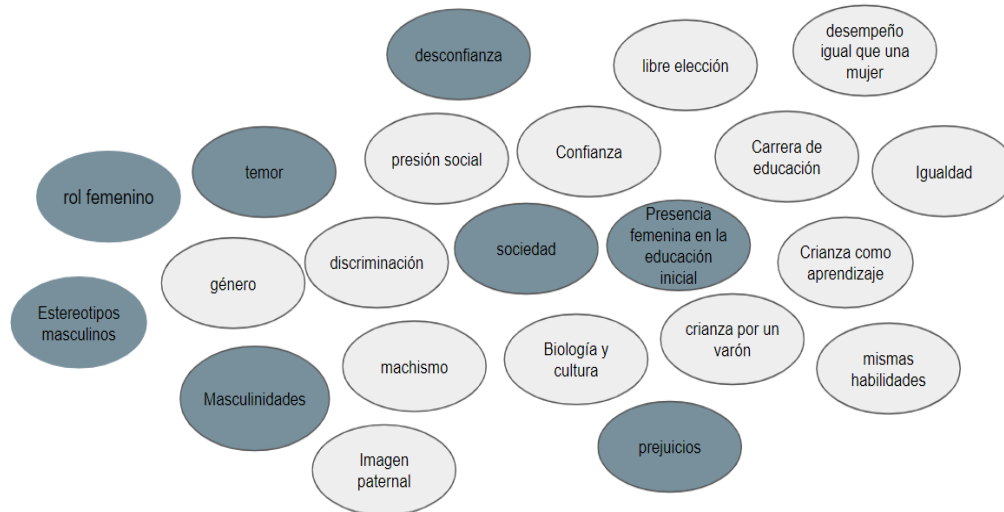 desconfianza
libre elección
desempeño
igual que una
mujer
rol femenino
temor
presión social
Confianza
Carrera de
educación
Igualdad
Estereotipos
masculinos
género
discriminación
sociedad
Presencia
femenina en la
educación
inicial
Crianza como
aprendizaje
Masculinidades
machismo
Biología y
cultura
crianza por un
varón
mismas
habilidades
Imagen
paternal
prejuicios